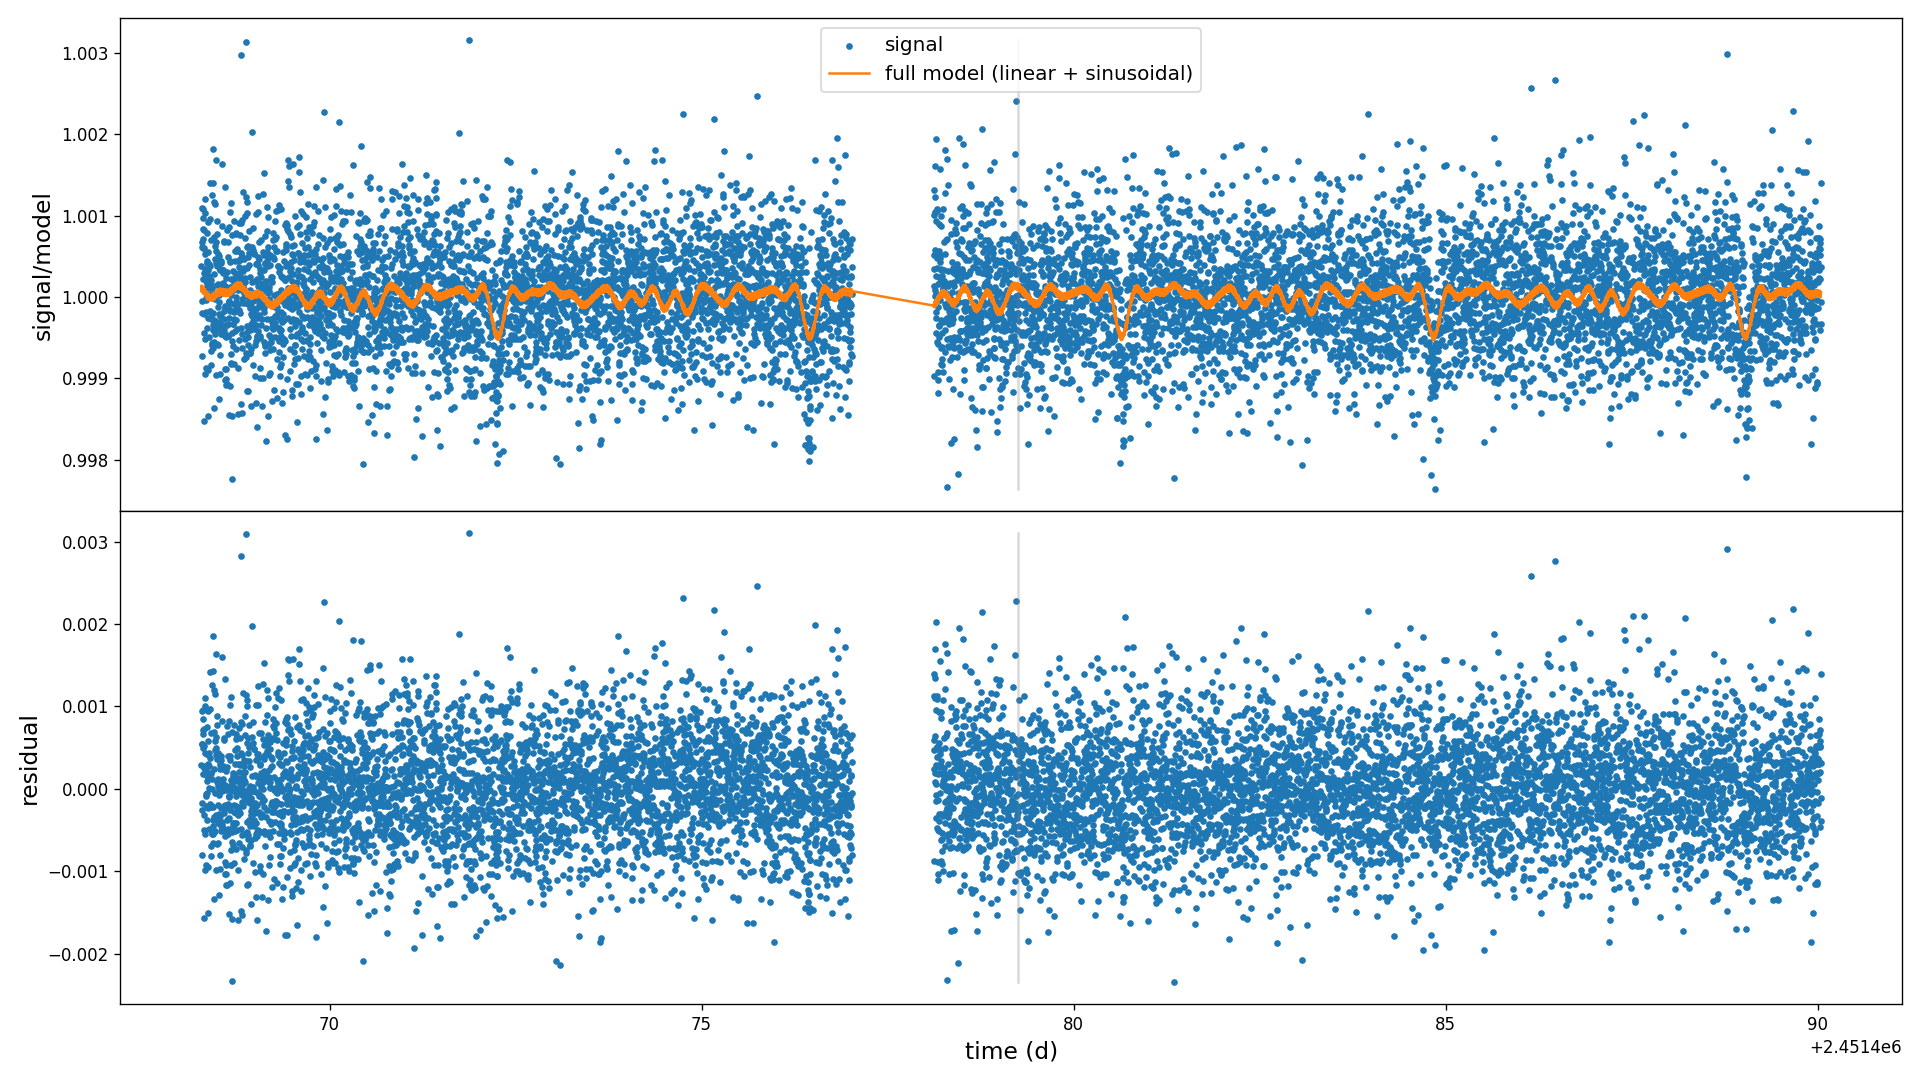 signal
full model (linear + sinusoidal)
signal/model
1.003
1.002
1.001
1.000
0.999
0.998
residual
0.003
0.002
0.001
0.000
−0.001
−0.002
70
75
80
85
90
time (d)
+2.4514e6